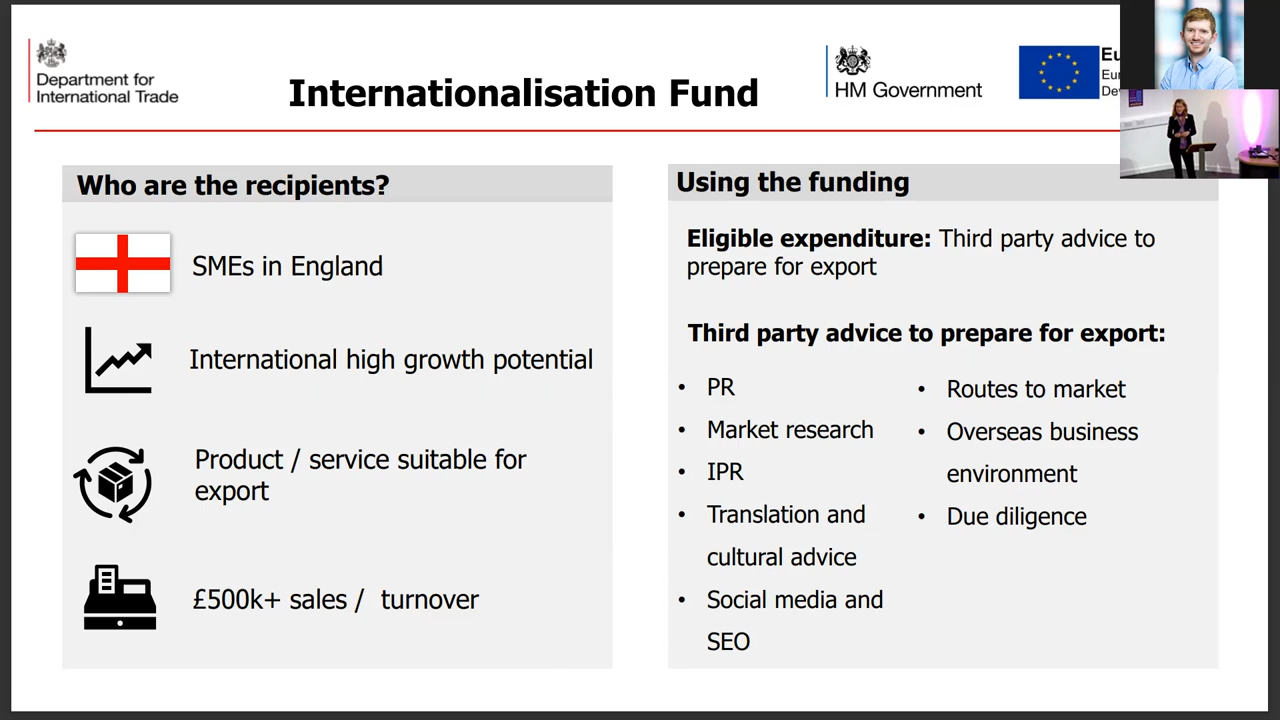 Department for
International Trade
Internationalisation Fund
HM Government
Who are the recipients?
SMEs in England
International high growth potential
Product / service suitable for
export
£500k+ sales / turnover
Using the funding
Eligible expenditure: Third party advice to
prepare for export
Third party advice to prepare for export:
• PR
• Market research
• IPR
• Translation and
cultural advice
• Social media and
SEO
• Routes to market
• Overseas business
environment
• Due diligence